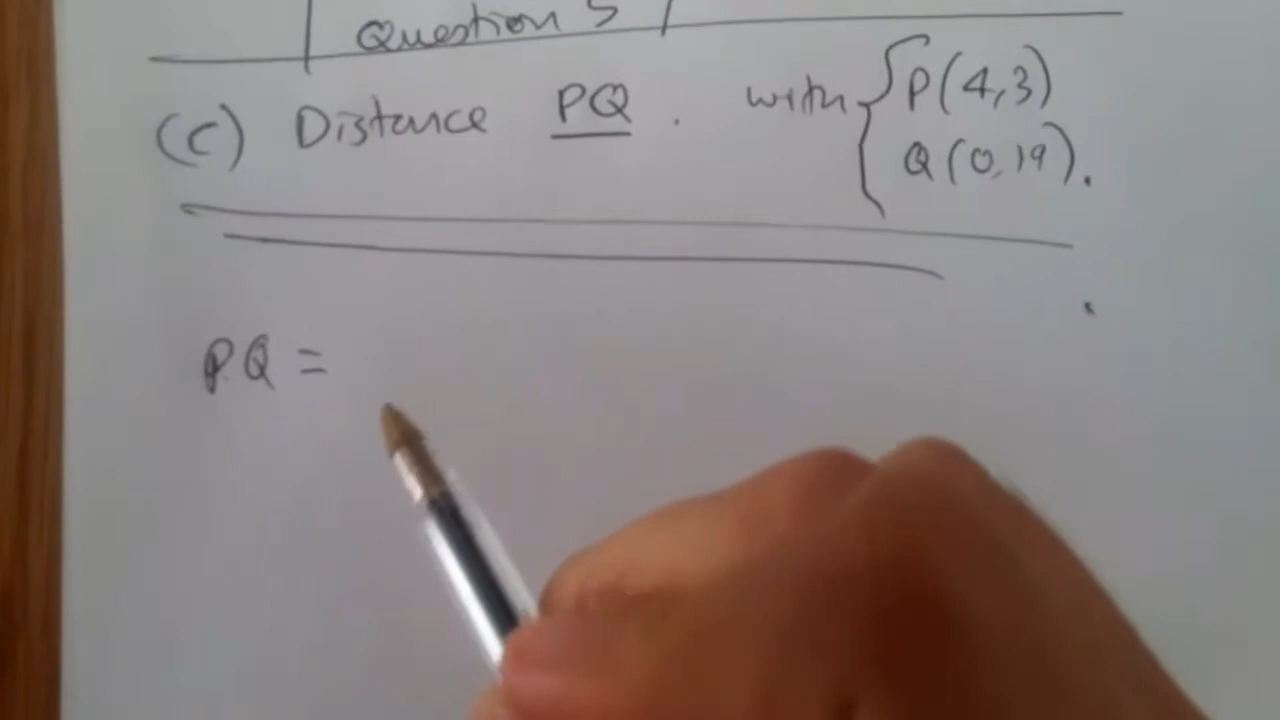 Question 5
(c) Distance PQ. with { P(4,3)
Q(0,19).
PQ =